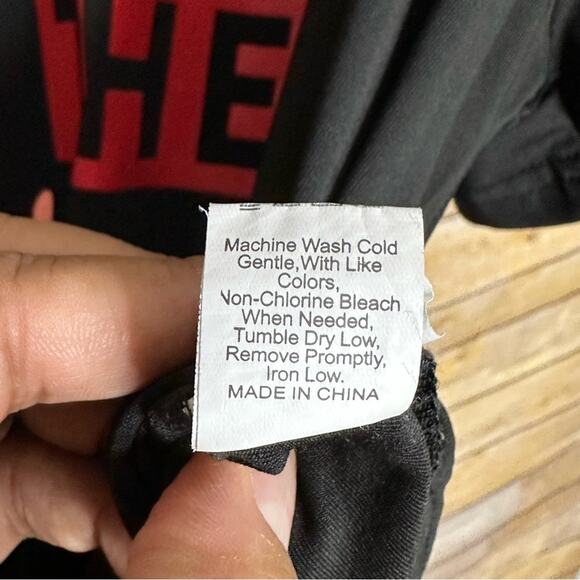 HE
Machine Wash Cold
Gentle,With Like
Colors,
Non-Chlorine Bleach
When Needed,
Tumble Dry Low,
Remove Promptly,
Iron Low.
MADE IN CHINA